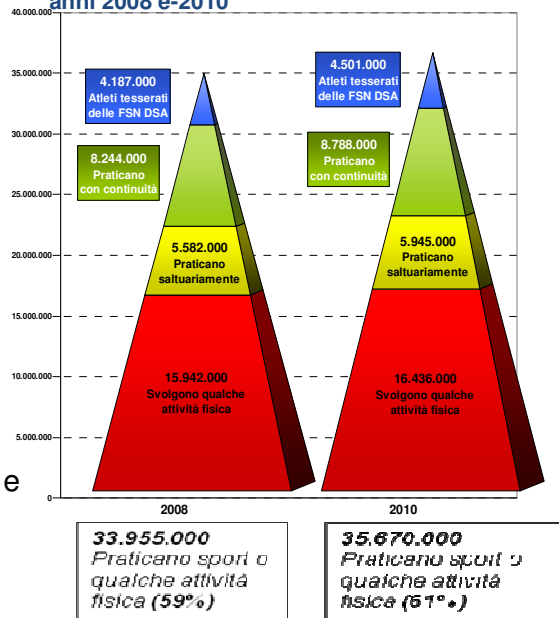 anni 2008 e-2010
40.000.000
35.000.000
30.000.000
25.000.000
20.000.000
15.000.000
10.000.000
5.000.000
0
4.187.000
Atleti tesserati
delle FSN DSA
8.244.000
Praticano
con continuità
5.582.000
Praticano
saltuariamente
15.942.000
Svolgono qualche
attività fisica
4.501.000
Atleti tesserati
delle FSN DSA
8.788.000
Praticano
con continuità
5.945.000
Praticano
saltuariamente
16.436.000
Svolgono qualche
attività fisica
e
2008
2010
33.955.000
Praticano sport o
qualche attività
fisica (59%)
35.670.000
Praticano sport o
qualche attività
fisica (61%)